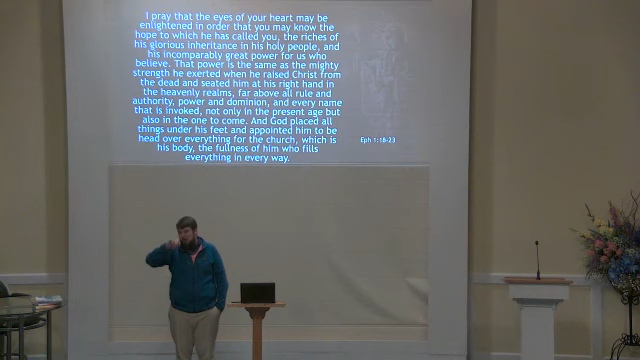 I pray that the eyes of your heart may be
enlightened in order that you may know the
hope to which he has called you, the riches of
his glorious inheritance in his holy people, and
his incomparably great power for us who
believe. That power is the same as the mighty
strength he exerted when he raised Christ from
the dead and seated him at his right hand in
the heavenly realms, far above all rule and
authority, power and dominion, and every name
that is invoked, not only in the present age but
also in the one to come. And God placed all
things under his feet and appointed him to be
head over everything for the church, which is
his body, the fullness of him who fills
everything in every way.
Eph 1:18-23